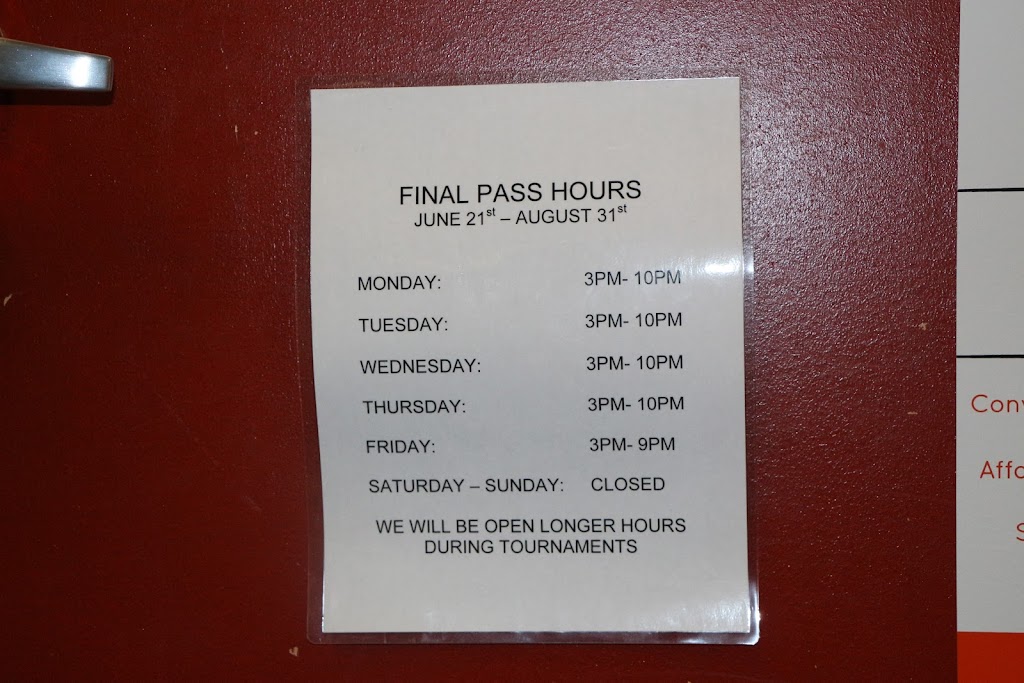 FINAL PASS HOURS
JUNE 21st – AUGUST 31st
MONDAY: 3PM- 10PM
TUESDAY: 3PM- 10PM
WEDNESDAY: 3PM- 10PM
THURSDAY: 3PM- 10PM
FRIDAY: 3PM- 9PM
SATURDAY – SUNDAY: CLOSED
WE WILL BE OPEN LONGER HOURS
DURING TOURNAMENTS